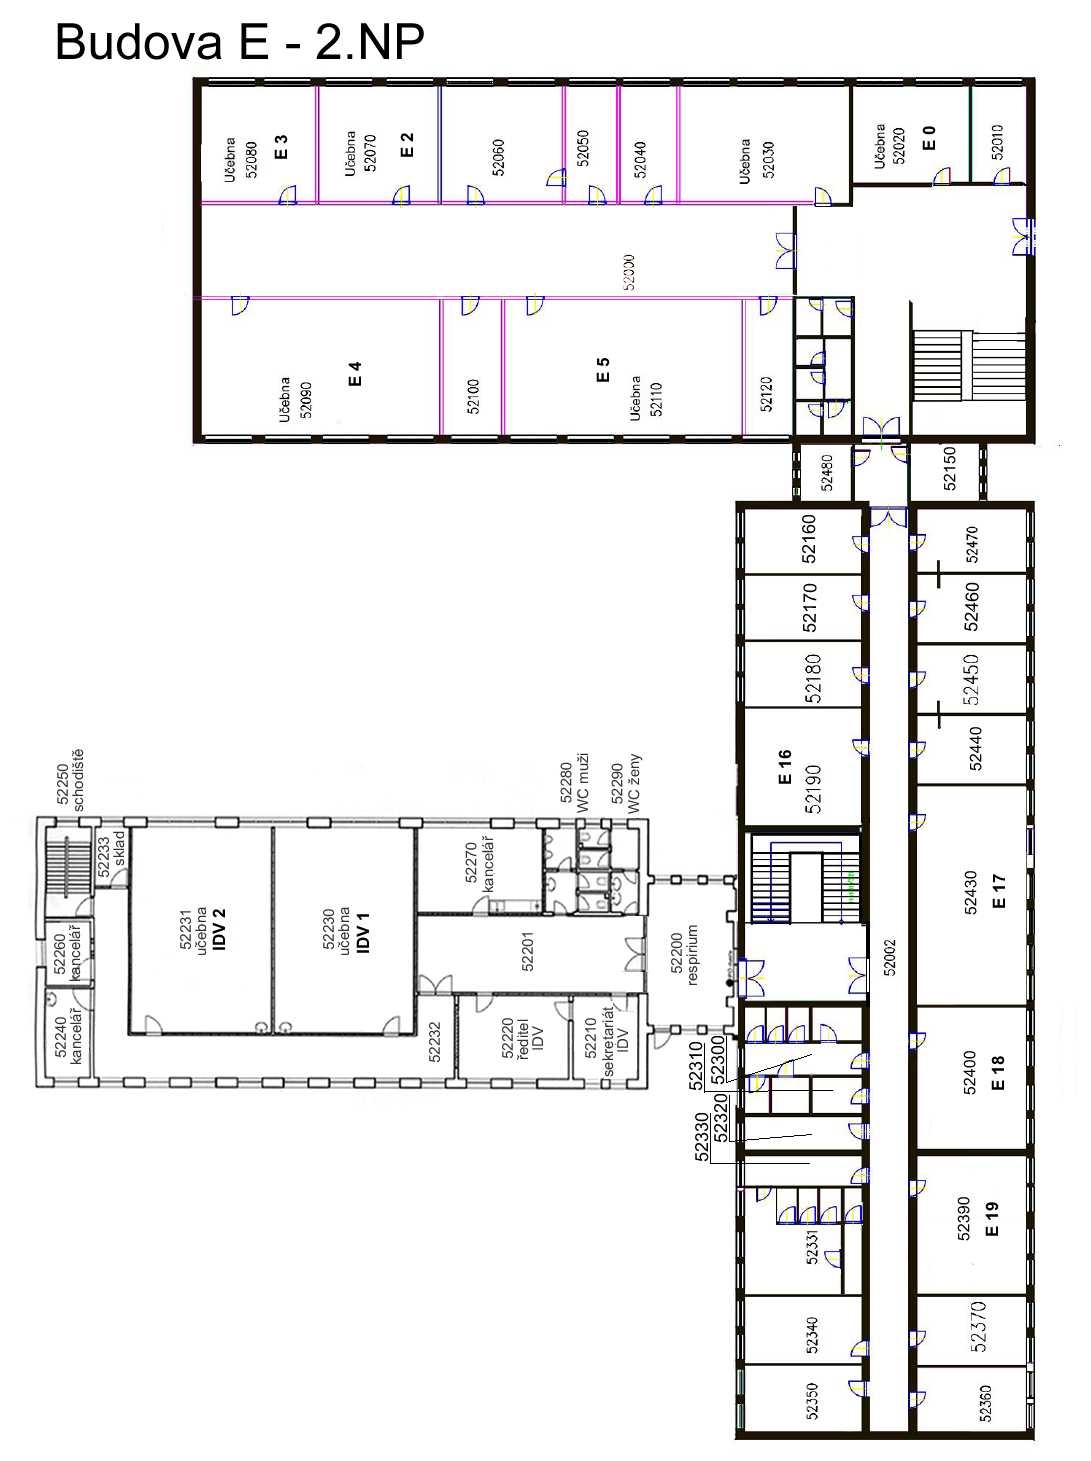 Budova E - 2.NP
Učebna
52080
E 3
Učebna
52070
E 2
52060
52050
52040
Učebna
52030
Učebna
52020
E 0
52010
52000
Učebna
52090
E 4
52100
E 5
Učebna
52110
52120
52480
52150
52160
52470
52170
52460
52180
52450
E 16
52190
52440
52250
schodiště
52280
WC muži
52290
WC ženy
52233
sklad
52231
učebna
IDV 2
52230
učebna
IDV 1
52270
kancelář
52430
E 17
52260
kancelář
52201
52200
respirium
52002
52240
kancelář
52232
52220
ředitel
IDV
52210
sekretariát
IDV
52310
52300
52330
52320
52400
E 18
52390
E 19
52331
52340
52370
52350
52360